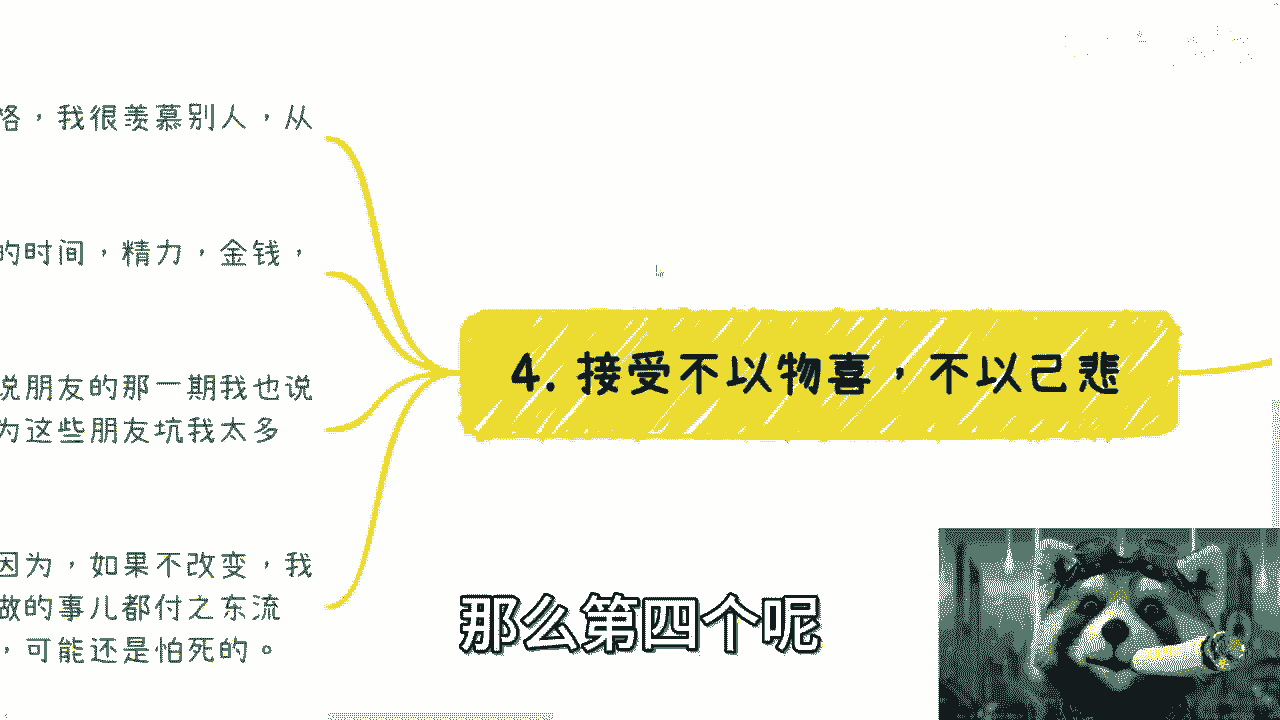 格，我很羡慕别人，从
的时间，精力，金钱，
说朋友的那一期我也说
为这些朋友坑我太多
因为，如果不改变，我
做的事儿都付之东流
，可能还是怕死的。
4. 接受不以物喜，不以己悲
那么第四个呢